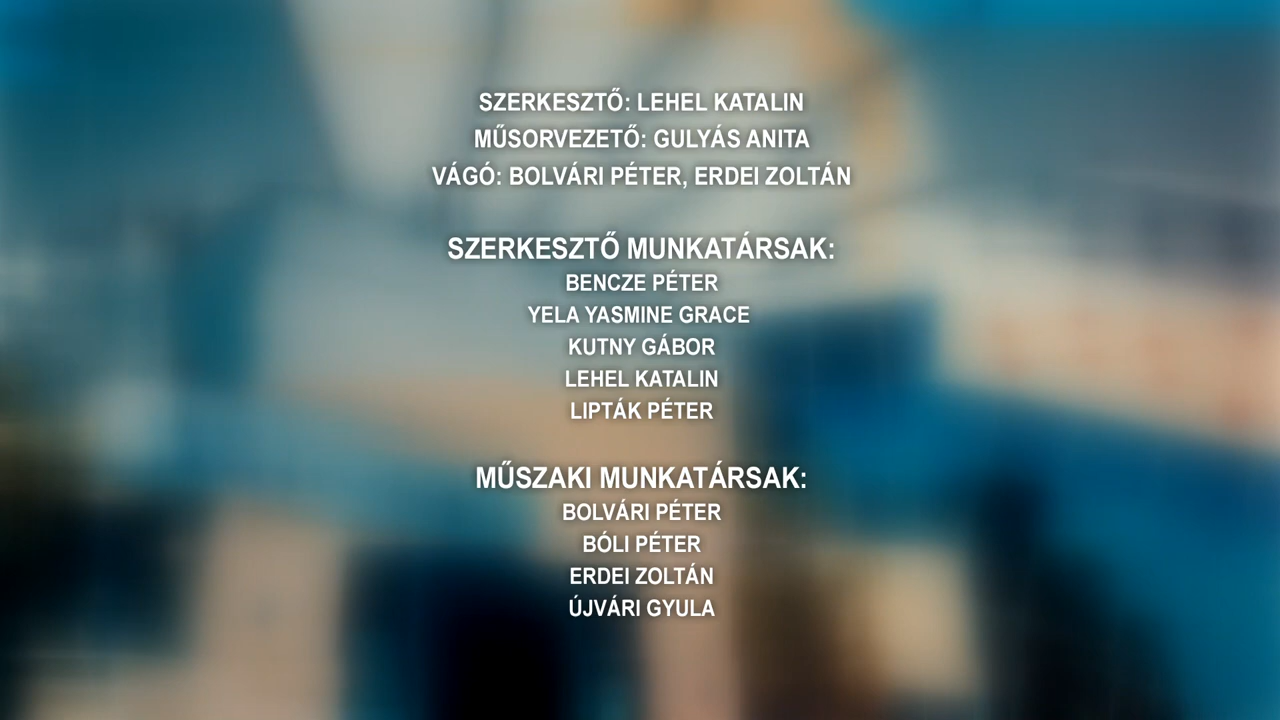 SZERKESZTŐ: LEHEL KATALIN
MŰSORVEZETŐ: GULYÁS ANITA
VÁGÓ: BOLVÁRI PÉTER, ERDEI ZOLTÁN
SZERKESZTŐ MUNKATÁRSAK:
BENCZE PÉTER
YELA YASMINE GRACE
KUTNY GÁBOR
LEHEL KATALIN
LIPTÁK PÉTER
MŰSZAKI MUNKATÁRSAK:
BOLVÁRI PÉTER
BÓLI PÉTER
ERDEI ZOLTÁN
ÚJVÁRI GYULA